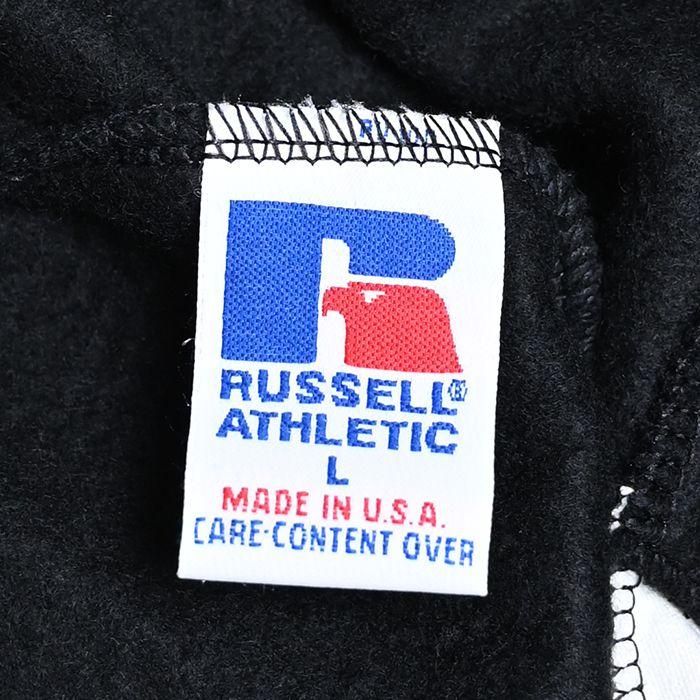 RUSSELL®
ATHLETIC
L
MADE IN U.S.A.
CARE-CONTENT OVER